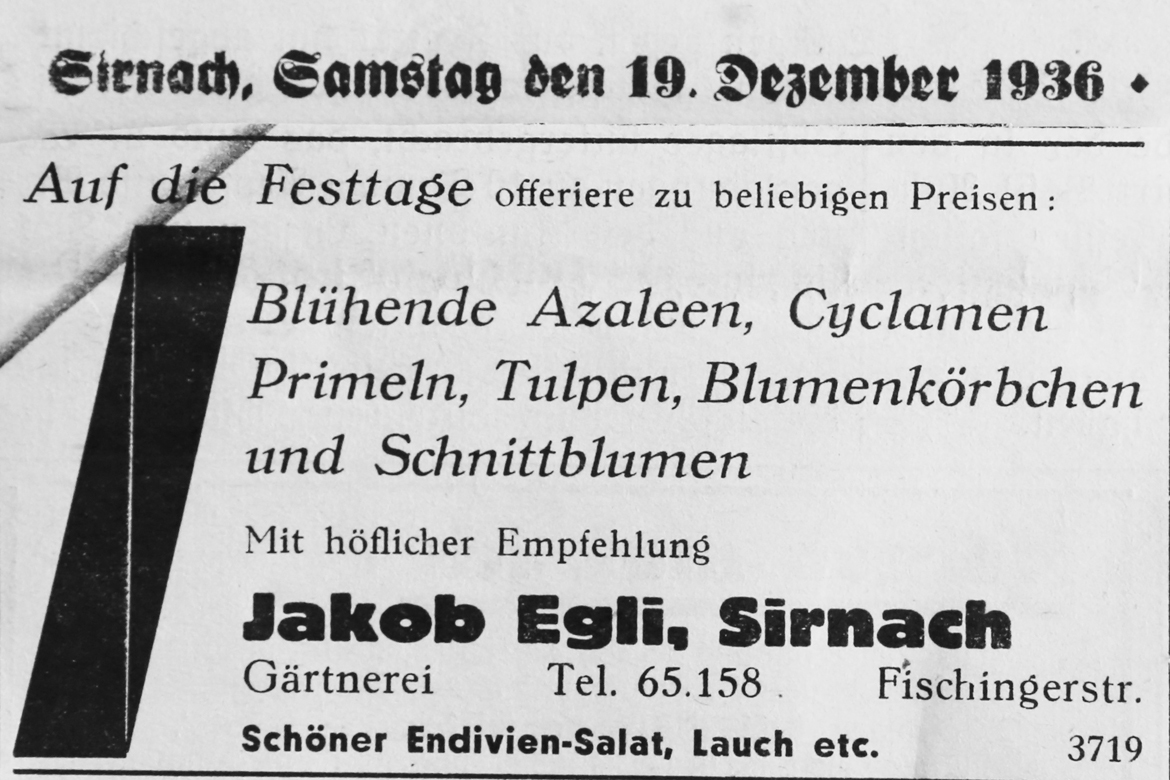 Sirnach, Samstag den 19. Dezember 1936 ⬥
Auf die Festtage offeriere zu beliebigen Preisen:
Blühende Azaleen, Cyclamen
Primeln, Tulpen, Blumenkörbchen
und Schnittblumen
Mit höflicher Empfehlung
Jakob Egli, Sirnach
Gärtnerei Tel. 65.158 Fischingerstr.
Schöner Endivien-Salat, Lauch etc. 3719